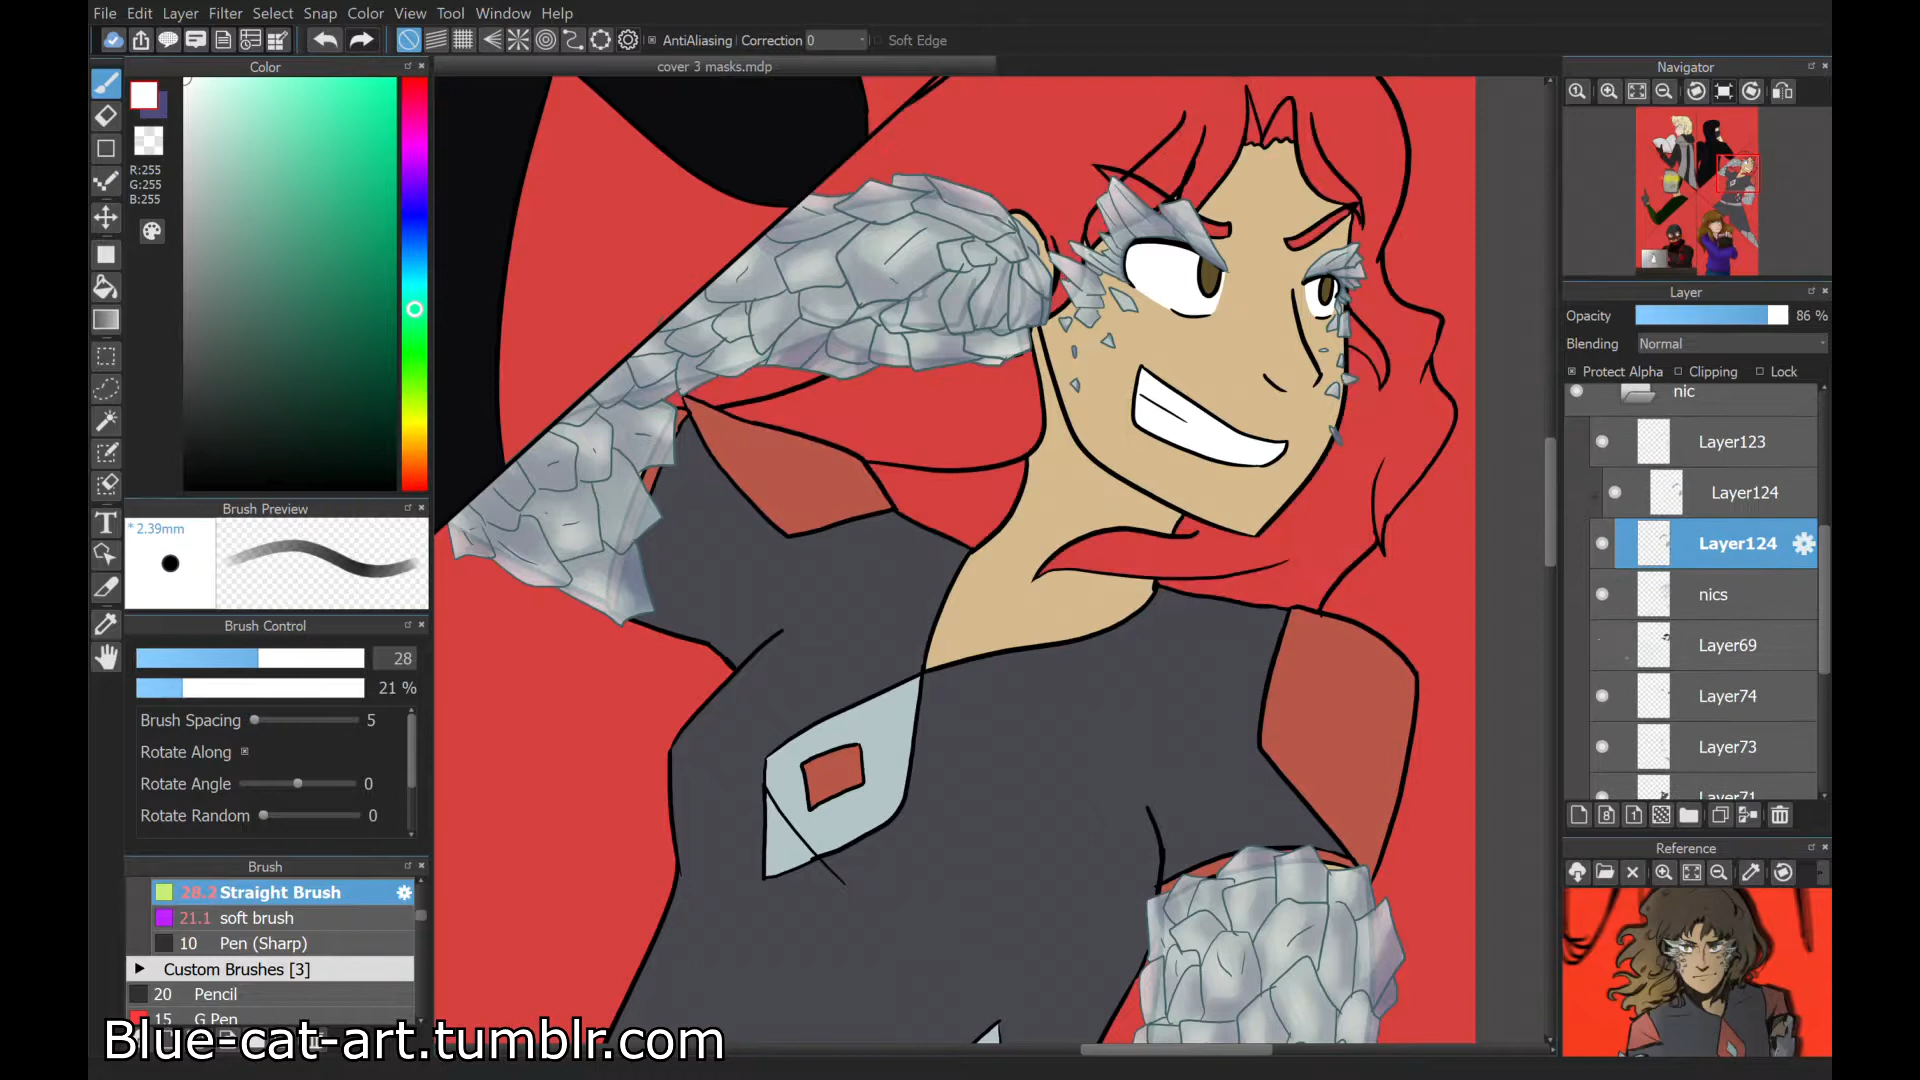 File Edit Layer Filter Select Snap Color View Tool Window Help
AntiAliasing Correction 0 Soft Edge
Color
cover 3 masks.mdp
Navigator
R:255
G:255
B:255
Layer
Opacity 86 %
Blending Normal
Protect Alpha Clipping Lock
nic
Layer123
Layer124
Layer124
nics
Layer69
Layer74
Layer73
Layer71
Brush Preview
* 2.39mm
Brush Control
28
21 %
Brush Spacing 5
Rotate Along
Rotate Angle 0
Rotate Random 0
Brush
28.2 Straight Brush
21.1 soft brush
10 Pen (Sharp)
Custom Brushes [3]
20 Pencil
15 G Pen
Reference
Blue-cat-art.tumblr.com